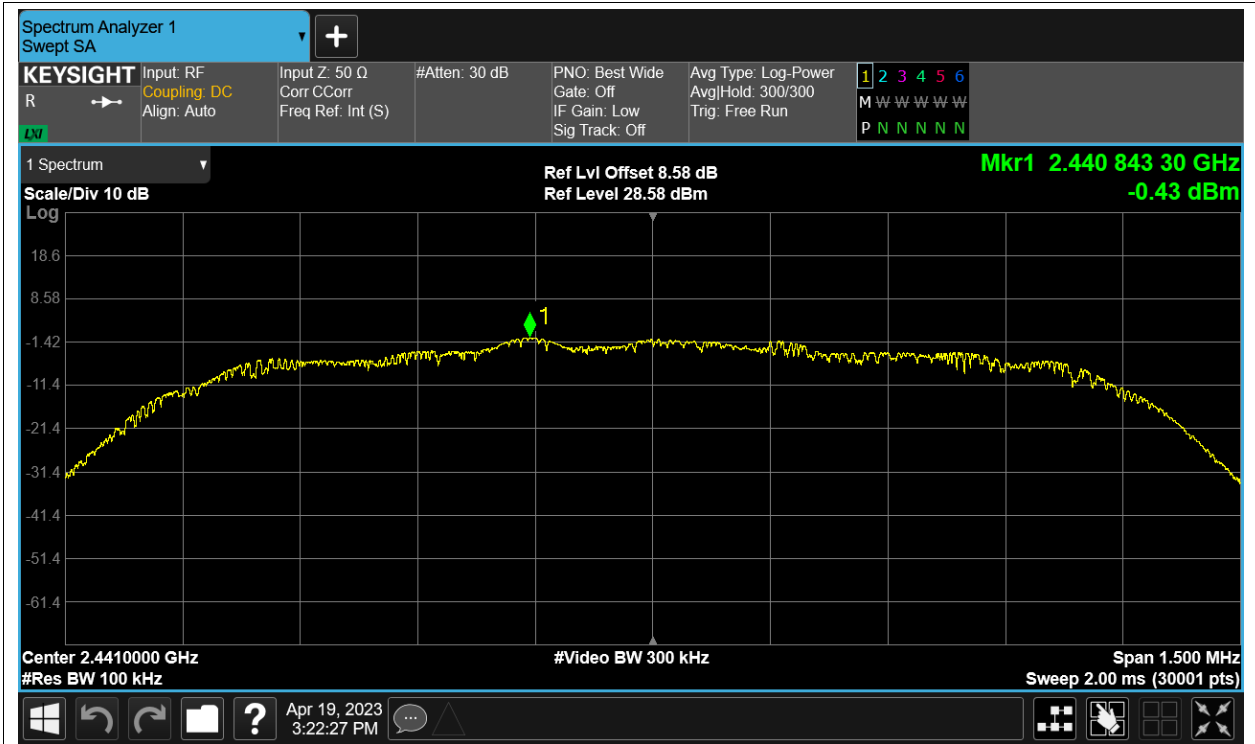 Spectrum Analyzer 1
Swept SA
KEYSIGHT
R
LXI
Input: RF
Coupling: DC
Align: Auto
Input Z: 50 Ω
Corr CCorr
Freq Ref: Int (S)
#Atten: 30 dB
PNO: Best Wide
Gate: Off
IF Gain: Low
Sig Track: Off
Avg Type: Log-Power
Avg|Hold: 300/300
Trig: Free Run
1 2 3 4 5 6
M W W W W W
P N N N N N
1 Spectrum
Scale/Div 10 dB
Log
Ref Lvl Offset 8.58 dB
Ref Level 28.58 dBm
Mkr1 2.440 843 30 GHz
-0.43 dBm
18.6
8.58
1
-1.42
-11.4
-21.4
-31.4
-41.4
-51.4
-61.4
Center 2.4410000 GHz
#Res BW 100 kHz
#Video BW 300 kHz
Span 1.500 MHz
Sweep 2.00 ms (30001 pts)
?
Apr 19, 2023
3:22:27 PM